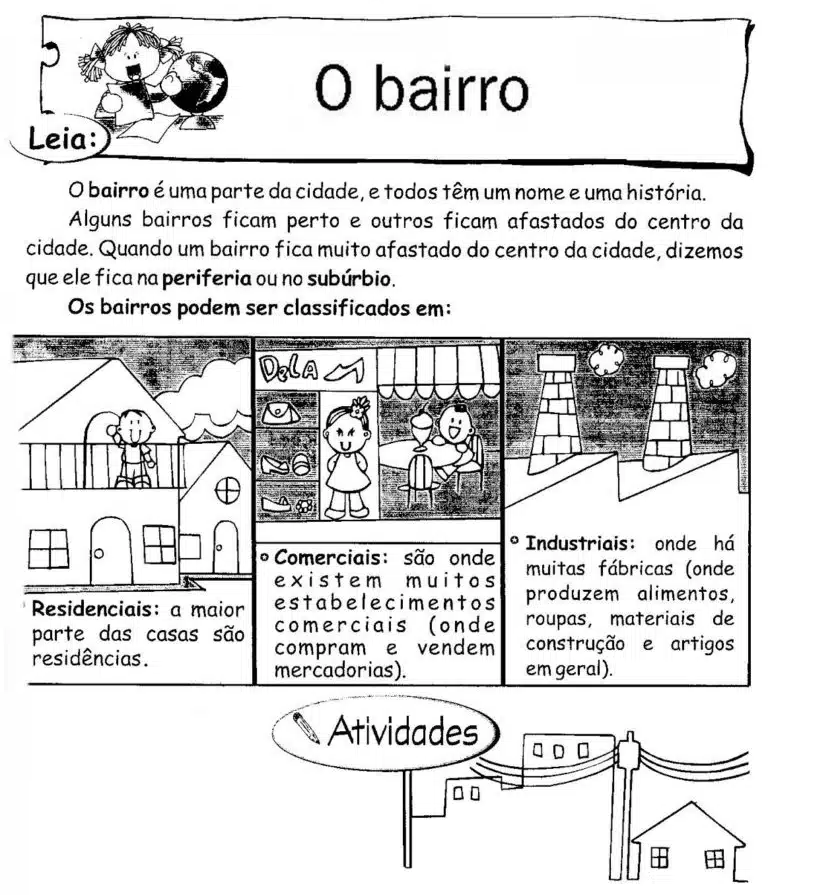 O bairro
Leia:
O bairro é uma parte da cidade, e todos têm um nome e uma história.
Alguns bairros ficam perto e outros ficam afastados do centro da
cidade. Quando um bairro fica muito afastado do centro da cidade, dizemos
que ele fica na periferia ou no subúrbio.
Os bairros podem ser classificados em:
DELA
Residenciais: a maior
parte das casas são
residências.
Comerciais: são onde
existem muitos
estabelecimentos
comerciais (onde
compram e vendem
mercadorias).
Industriais: onde há
muitas fábricas (onde
produzem alimentos,
roupas, materiais de
construção e artigos
em geral).
Atividades